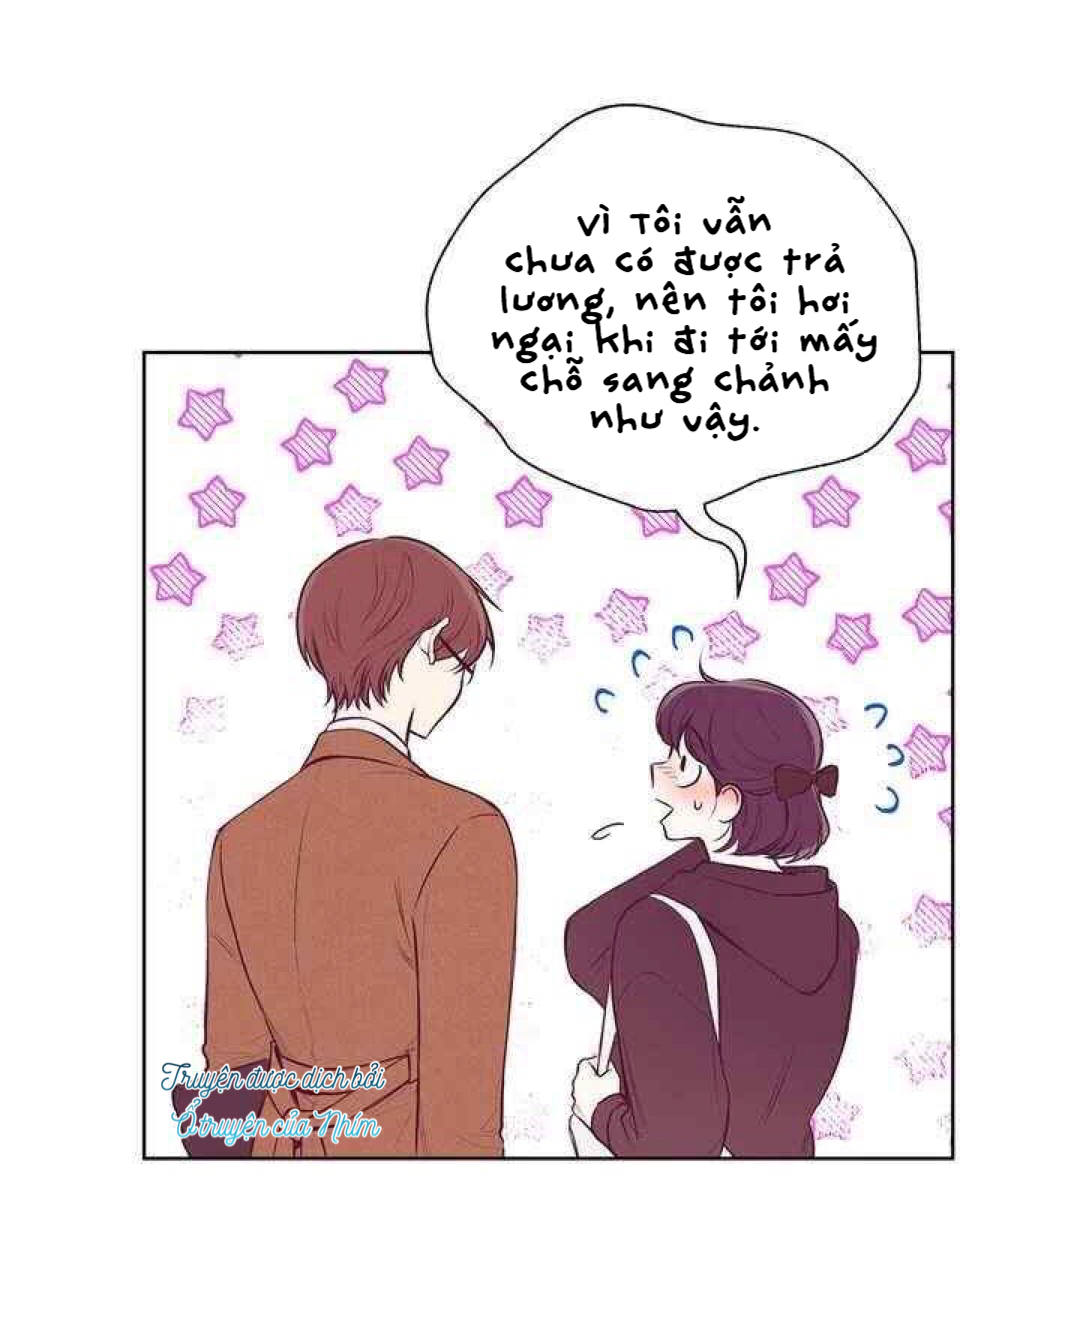 Vì Tôi vẫn
chưa có được trả
lương, nên tôi hơi
ngại khi đi tới mấy
chỗ sang chảnh
như vậy.
Truyện được dịch bởi
Ổ truyện của Nhím